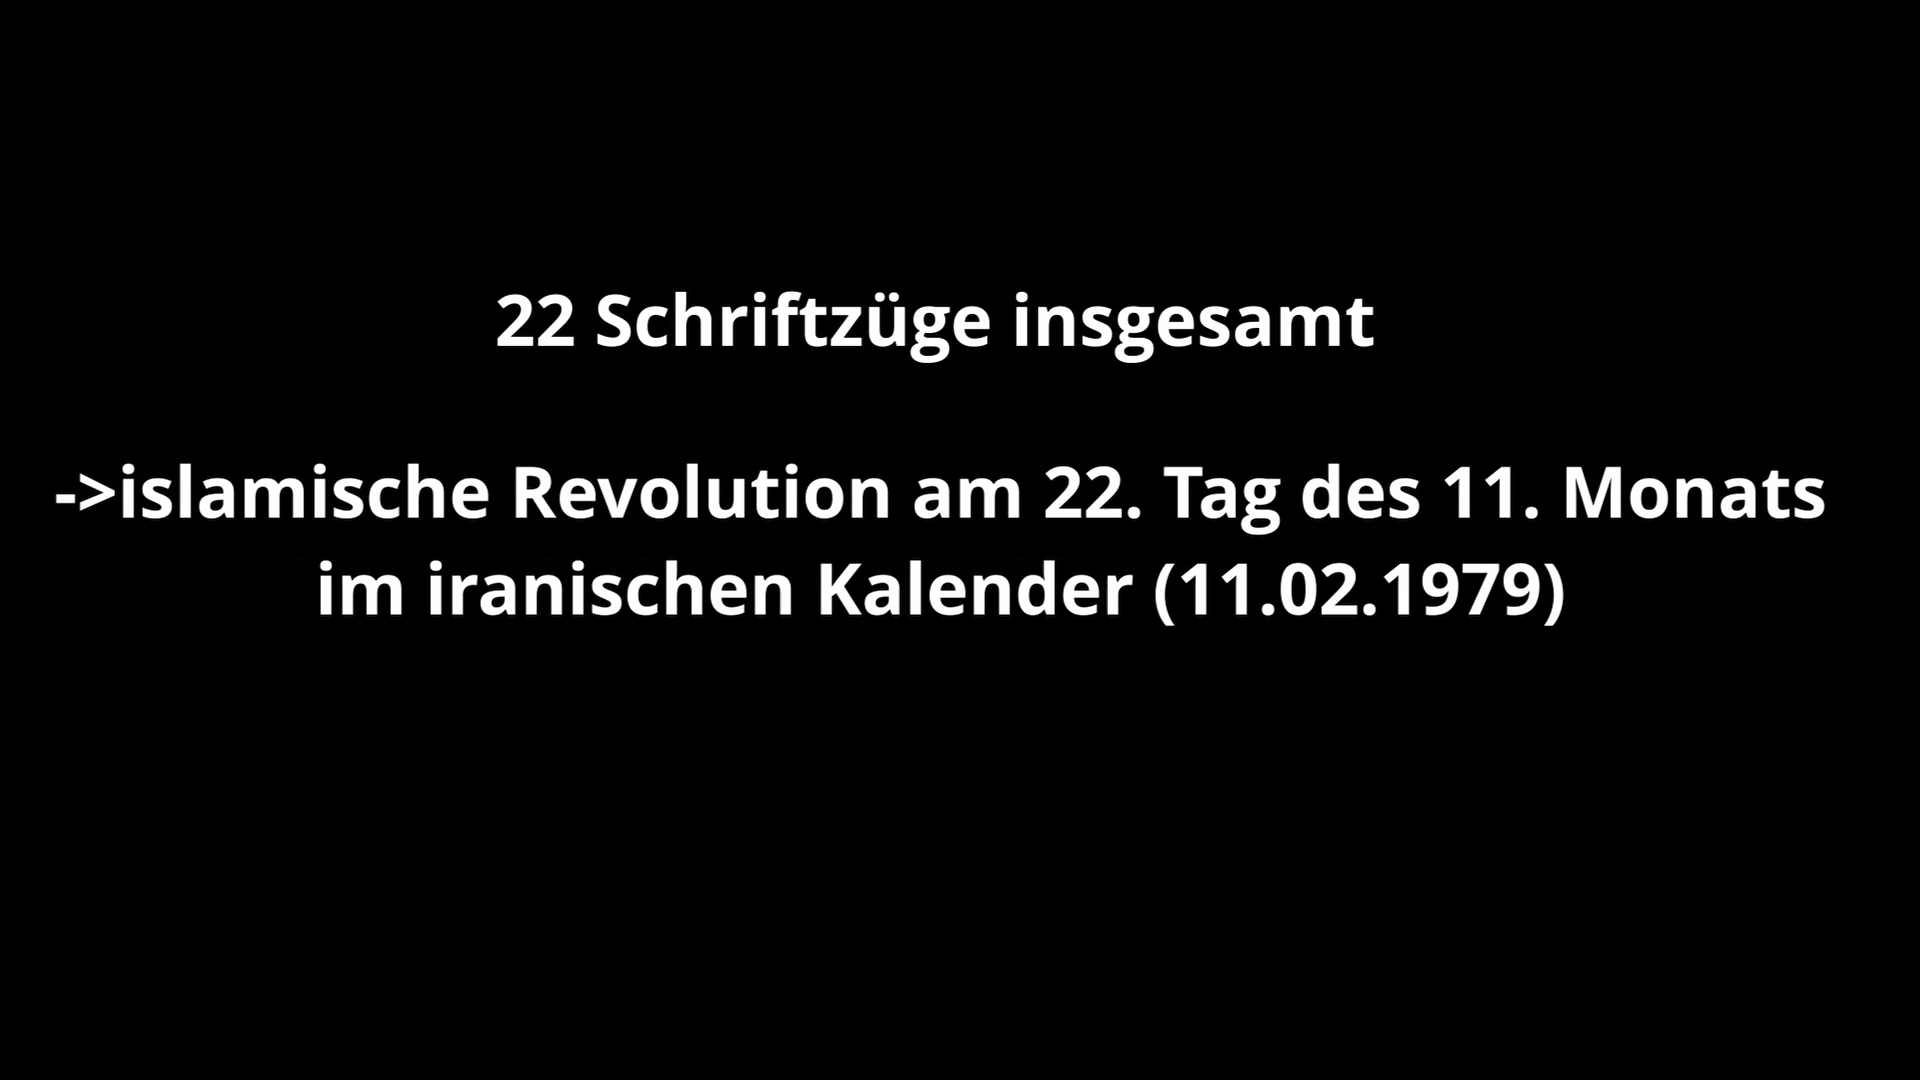 22 Schriftzüge insgesamt
->islamische Revolution am 22. Tag des 11. Monats
im iranischen Kalender (11.02.1979)